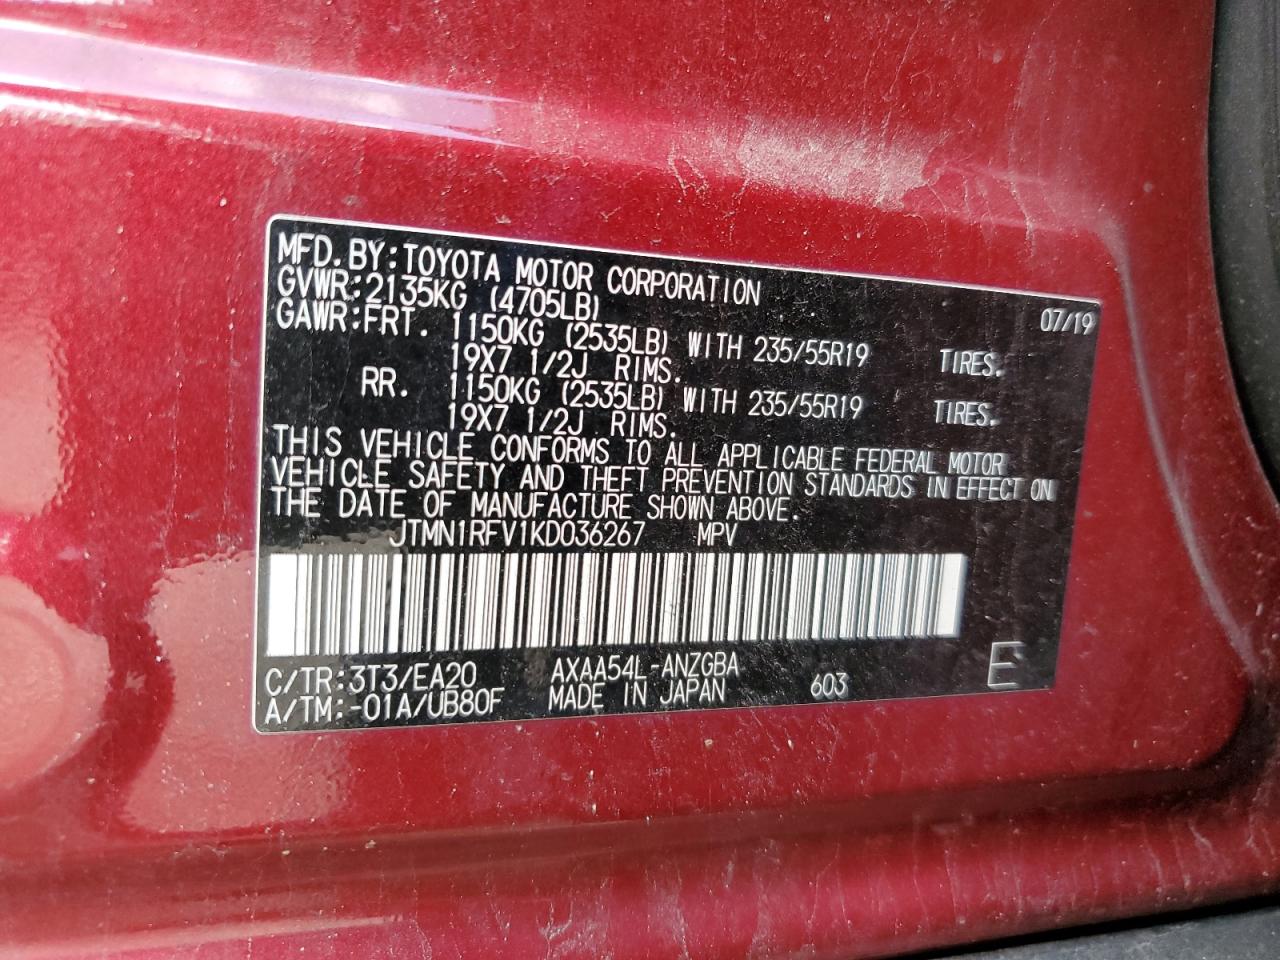 MFD. BY: TOYOTA MOTOR CORPORATION 07/19
GVWR: 2135KG (4705LB)
GAWR: FRT. 1150KG (2535LB) WITH 235/55R19 TIRES.
19X7 1/2J RIMS.
RR. 1150KG (2535LB) WITH 235/55R19 TIRES.
19X7 1/2J RIMS.
THIS VEHICLE CONFORMS TO ALL APPLICABLE FEDERAL MOTOR
VEHICLE SAFETY AND THEFT PREVENTION STANDARDS IN EFFECT ON
THE DATE OF MANUFACTURE SHOWN ABOVE.
JTMN1RFV1KD036267 MPV
C/TR: 3T3/EA20 AXAA54L-ANZGBA
A/TM: -01A/UB80F MADE IN JAPAN 603 E